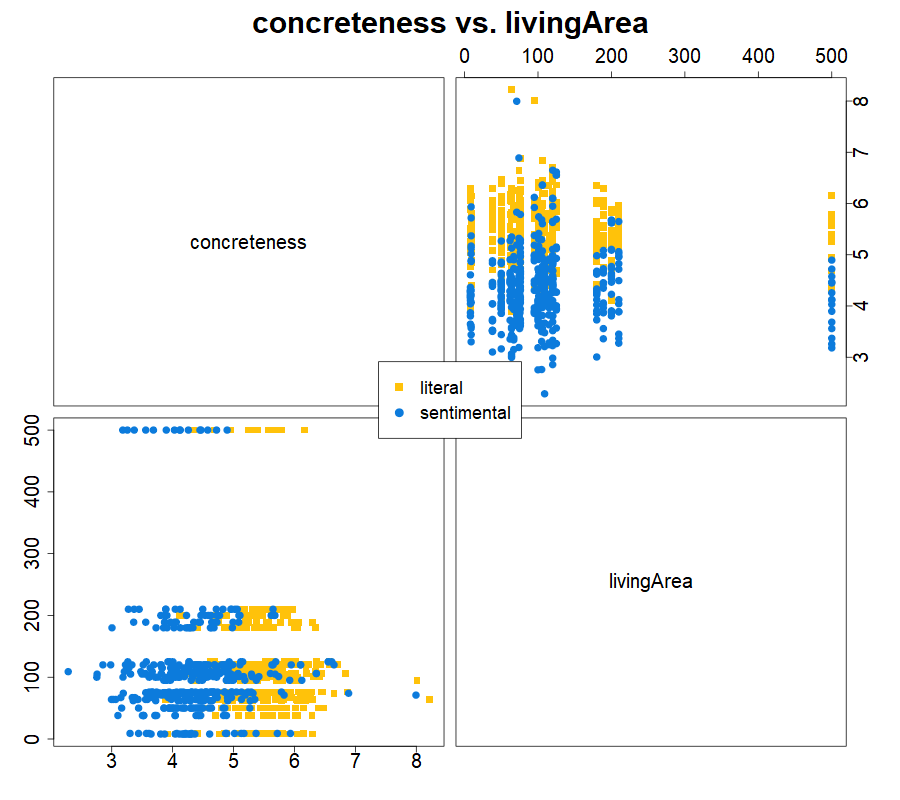 concreteness vs. livingArea
0 100 200 300 400 500
concreteness
8
7
6
5
4
3
literal
sentimental
500
400
300
200
100
0
livingArea
3 4 5 6 7 8